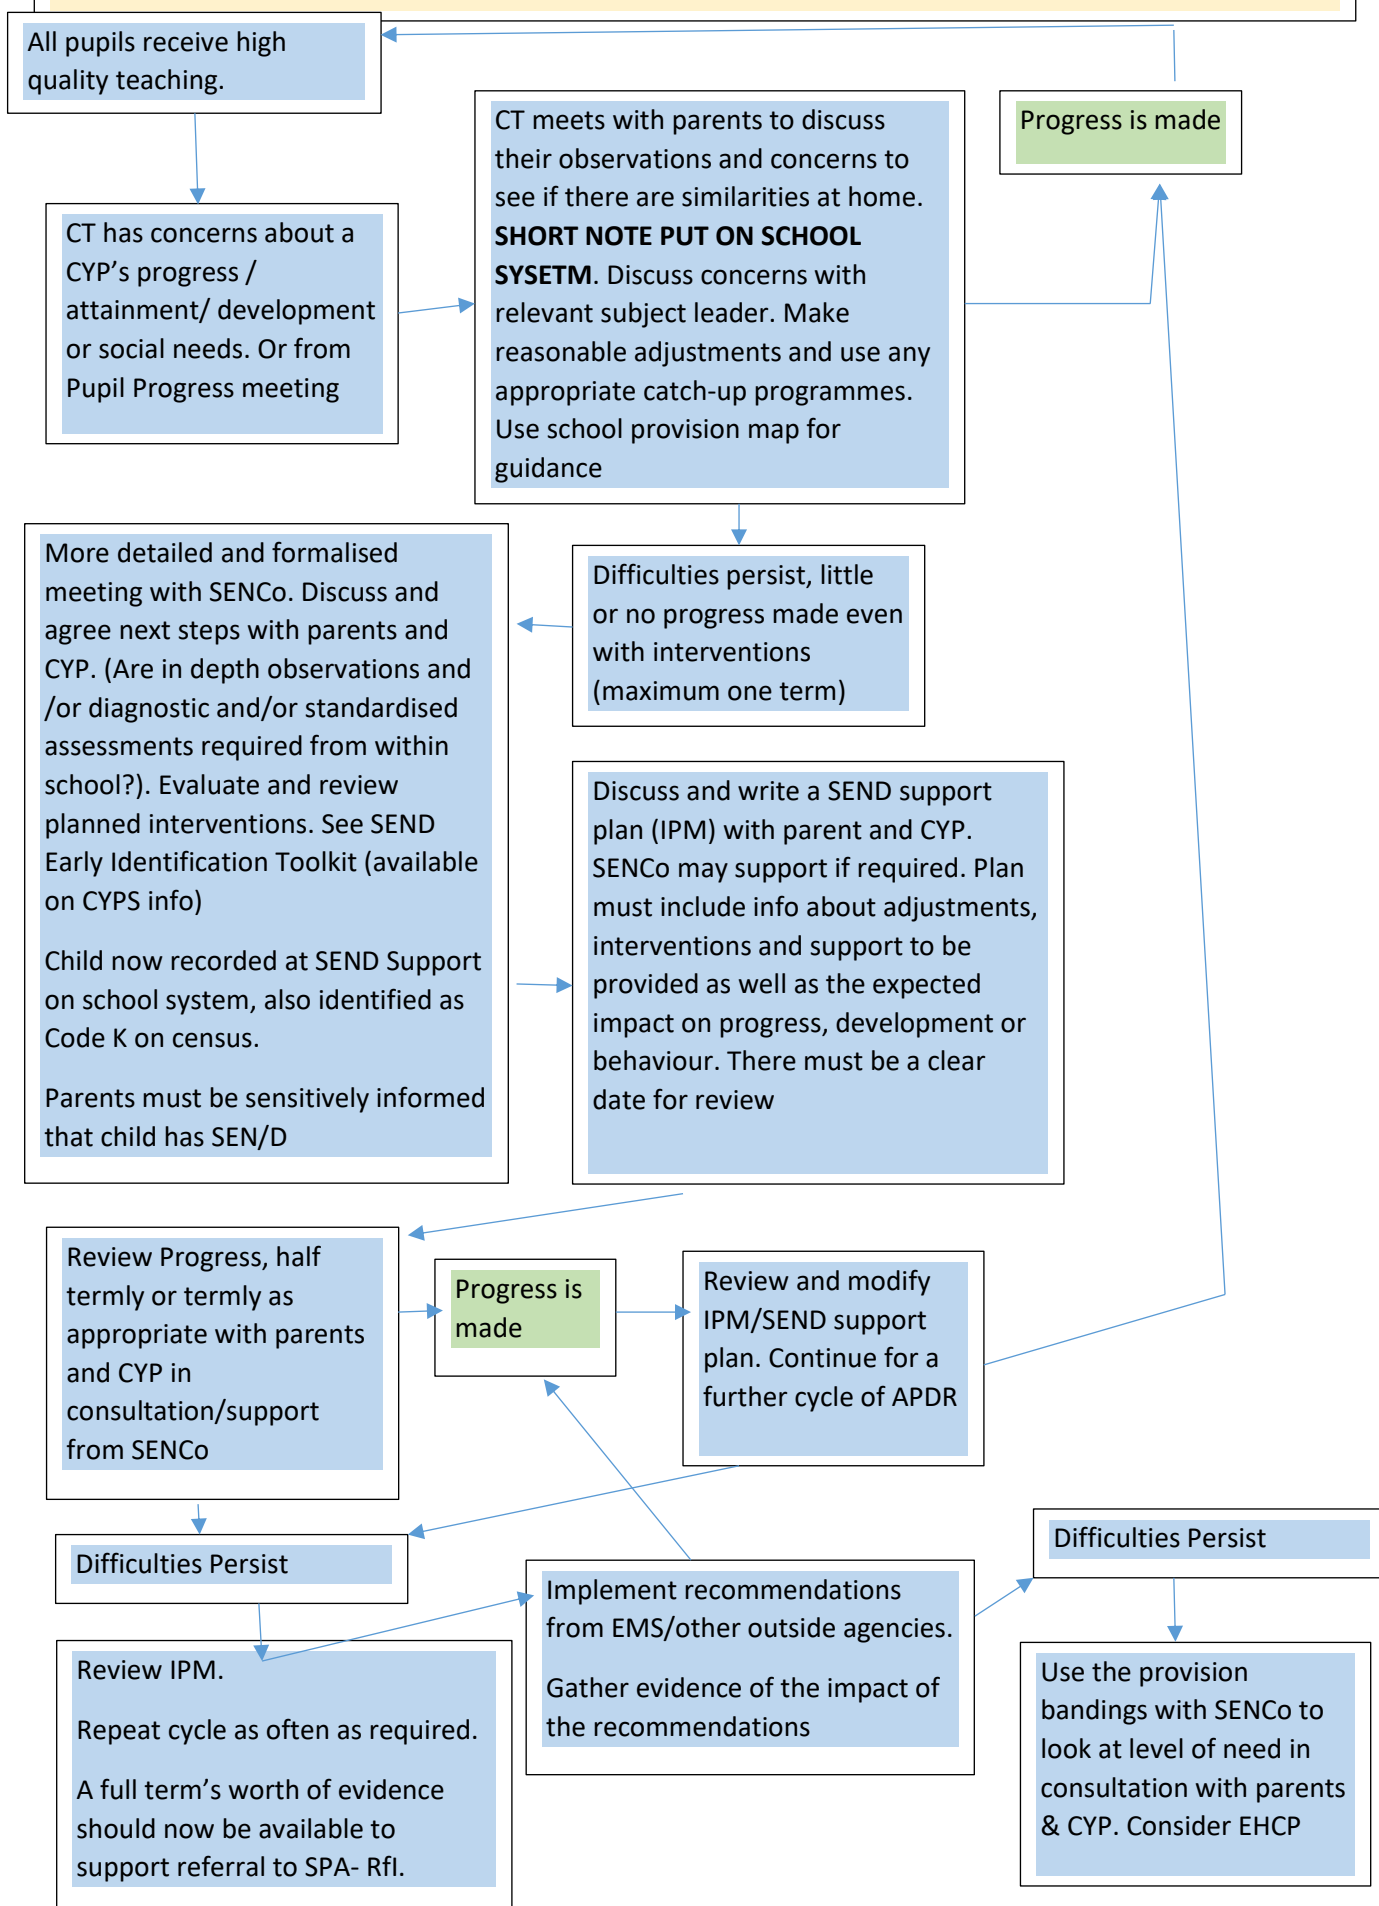 All pupils receive high
quality teaching.
CT meets with parents to discuss
their observations and concerns to
see if there are similarities at home.
SHORT NOTE PUT ON SCHOOL
SYSETM. Discuss concerns with
relevant subject leader. Make
reasonable adjustments and use any
appropriate catch-up programmes.
Use school provision map for
guidance
Progress is made
CT has concerns about a
CYP’s progress /
attainment/ development
or social needs. Or from
Pupil Progress meeting
More detailed and formalised
meeting with SENCo. Discuss and
agree next steps with parents and
CYP. (Are in depth observations and
/or diagnostic and/or standardised
assessments required from within
school?). Evaluate and review
planned interventions. See SEND
Early Identification Toolkit (available
on CYPS info)
Child now recorded at SEND Support
on school system, also identified as
Code K on census.
Parents must be sensitively informed
that child has SEN/D
Difficulties persist, little
or no progress made even
with interventions
(maximum one term)
Discuss and write a SEND support
plan (IPM) with parent and CYP.
SENCo may support if required. Plan
must include info about adjustments,
interventions and support to be
provided as well as the expected
impact on progress, development or
behaviour. There must be a clear
date for review
Review Progress, half
termly or termly as
appropriate with parents
and CYP in
consultation/support
from SENCo
Progress is
made
Review and modify
IPM/SEND support
plan. Continue for a
further cycle of APDR
Difficulties Persist
Difficulties Persist
Implement recommendations
from EMS/other outside agencies.
Gather evidence of the impact of
the recommendations
Review IPM.
Repeat cycle as often as required.
A full term’s worth of evidence
should now be available to
support referral to SPA- RfI.
Use the provision
bandings with SENCo to
look at level of need in
consultation with parents
& CYP. Consider EHCP